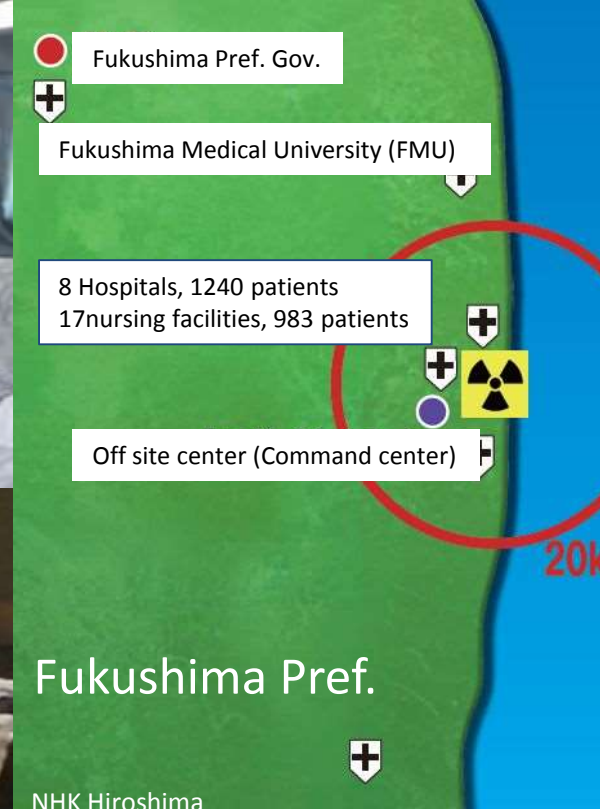 Fukushima Pref. Gov.
Fukushima Medical University (FMU)
8 Hospitals, 1240 patients
17nursing facilities, 983 patients
Off site center (Command center)
20k
Fukushima Pref.
NHK Hiroshima